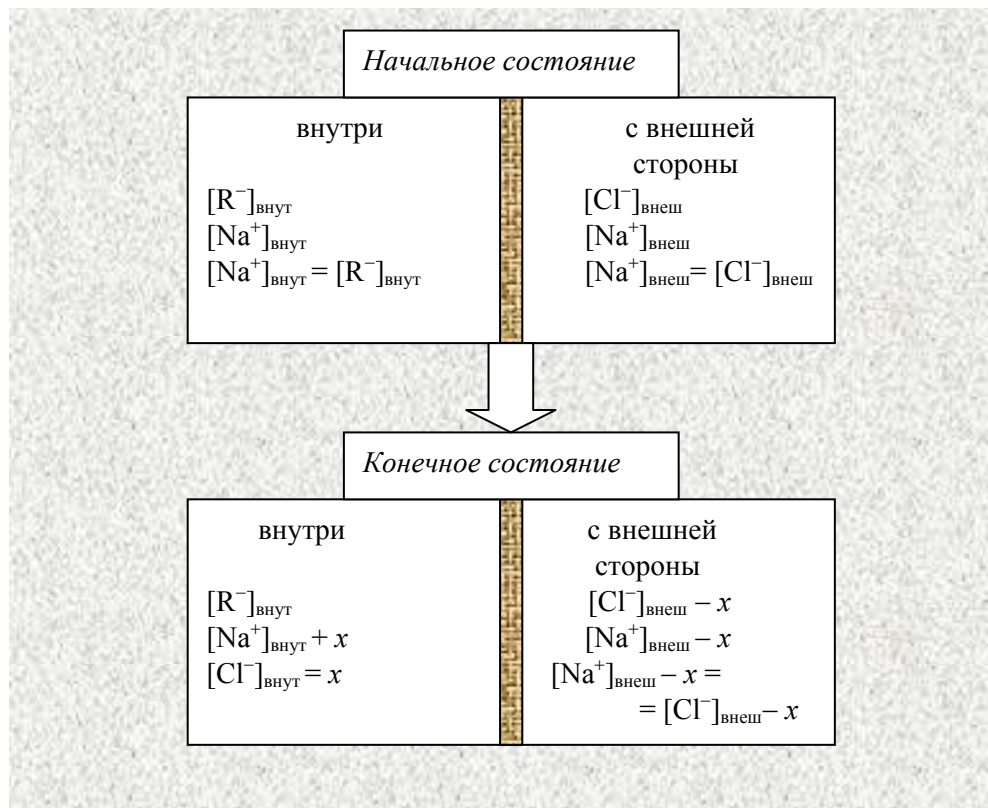 Начальное состояние
внутри
[R⁻]внут
[Na⁺]внут
[Na⁺]внут = [R⁻]внут
с внешней
стороны
[Cl⁻]внеш
[Na⁺]внеш
[Na⁺]внеш= [Cl⁻]внеш
Конечное состояние
внутри
[R⁻]внут
[Na⁺]внут + x
[Cl⁻]внут = x
с внешней
стороны
[Cl⁻]внеш – x
[Na⁺]внеш – x
[Na⁺]внеш – x =
= [Cl⁻]внеш– x